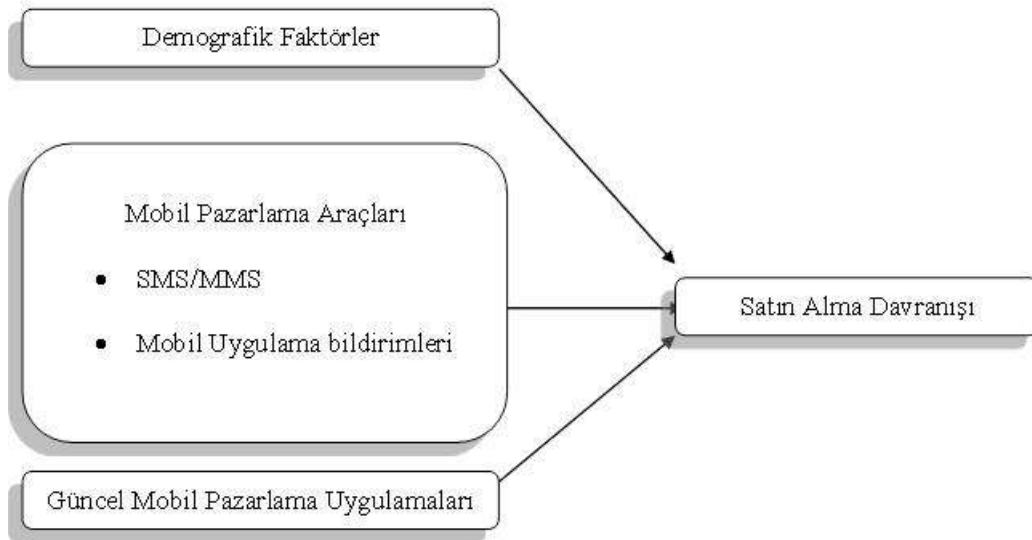 Demografik Faktörler
Mobil Pazarlama Araçları
• SMS/MMS
• Mobil Uygulama bildirimleri
Satın Alma Davranışı
Güncel Mobil Pazarlama Uygulamaları